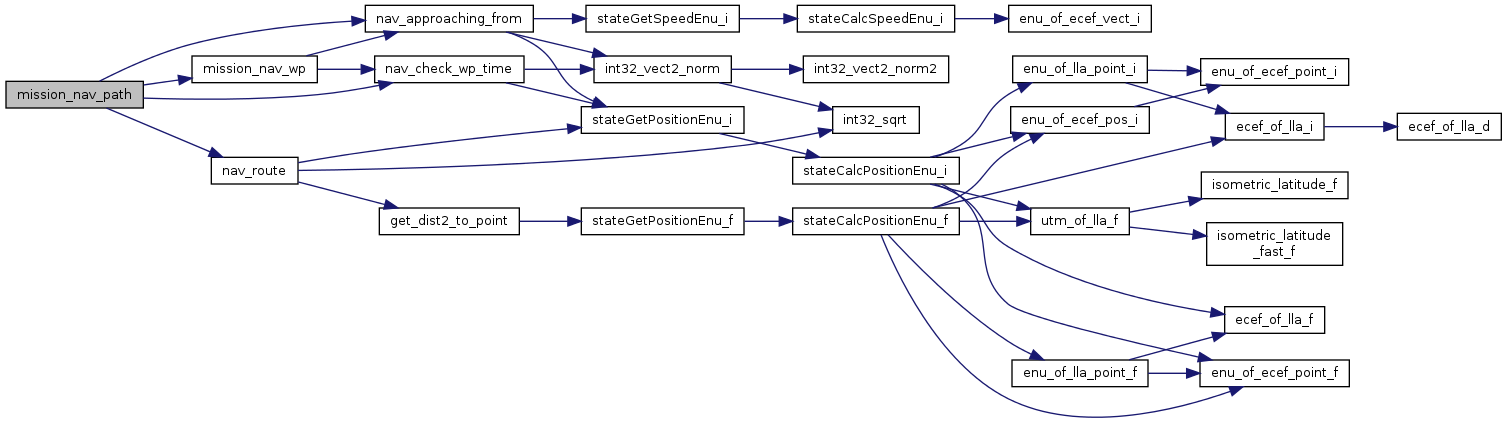 mission_nav_path
nav_approaching_from
mission_nav_wp
nav_check_wp_time
nav_route
get_dist2_to_point
stateGetSpeedEnu_i
int32_vect2_norm
stateGetPositionEnu_i
stateGetPositionEnu_f
stateCalcSpeedEnu_i
int32_vect2_norm2
int32_sqrt
stateCalcPositionEnu_i
stateCalcPositionEnu_f
enu_of_ecef_vect_i
enu_of_lla_point_i
enu_of_ecef_pos_i
utm_of_lla_f
enu_of_lla_point_f
enu_of_ecef_point_i
ecef_of_lla_i
isometric_latitude_f
isometric_latitude
_fast_f
ecef_of_lla_f
enu_of_ecef_point_f
ecef_of_lla_d